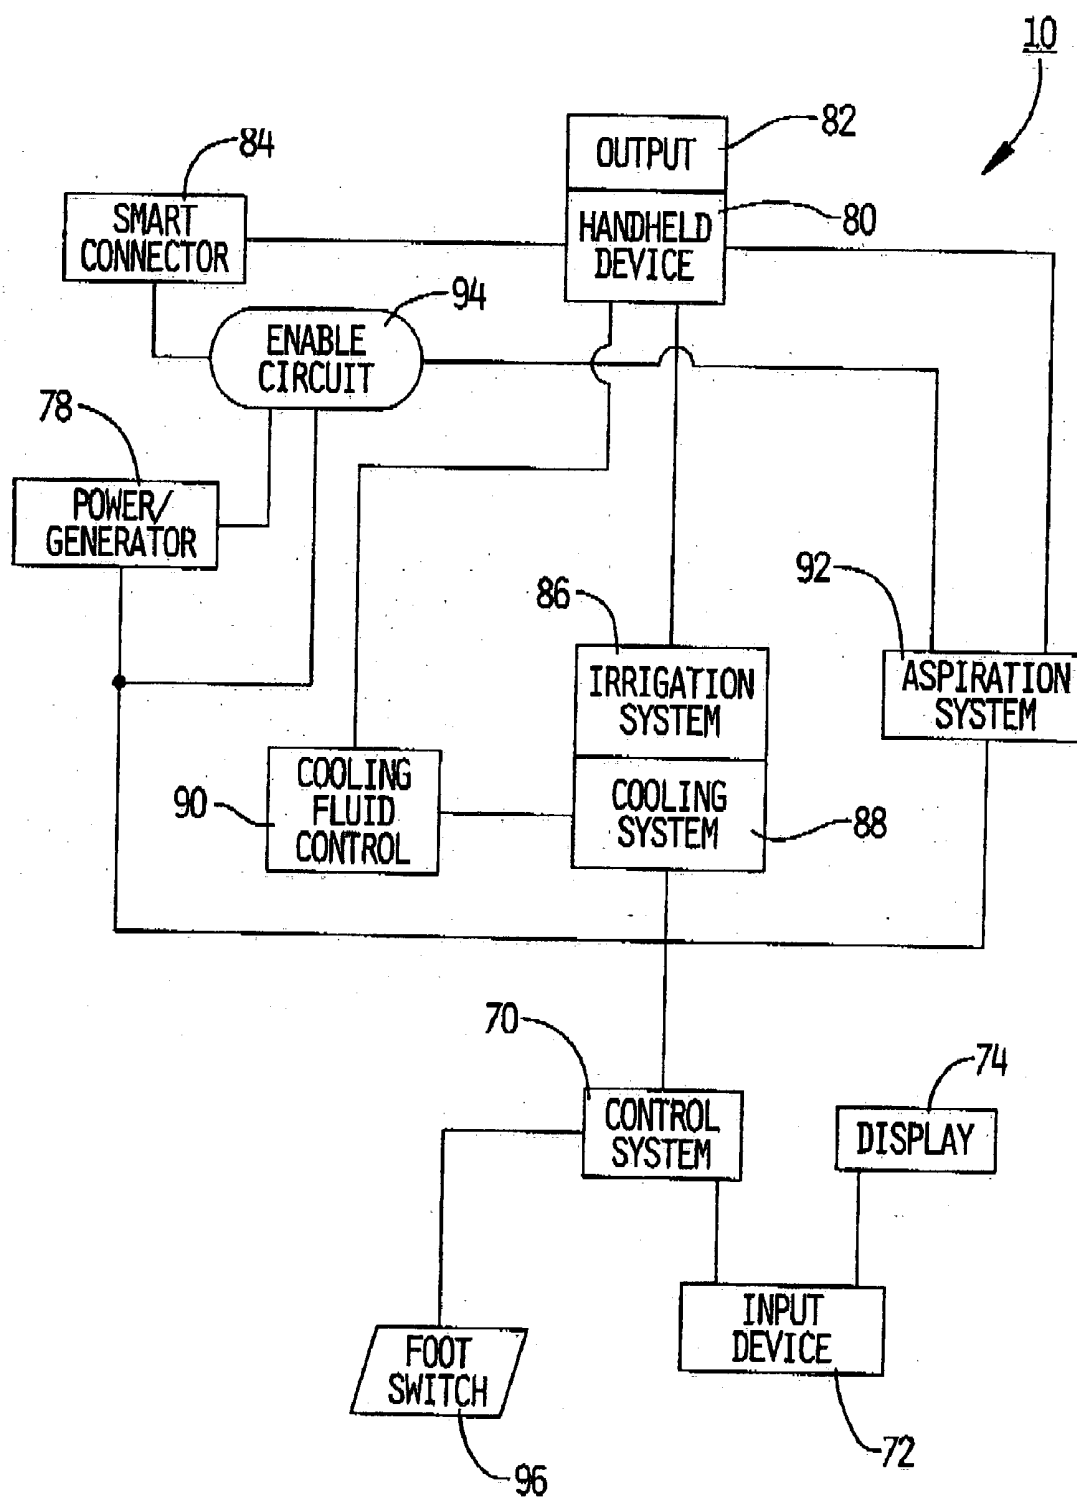 10
82
OUTPUT
84
SMART
CONNECTOR
80
HANDHELD
DEVICE
94
ENABLE
CIRCUIT
78
POWER/
GENERATOR
92
86
IRRIGATION
SYSTEM
ASPIRATION
SYSTEM
90
COOLING
FLUID
CONTROL
COOLING
SYSTEM
88
70
CONTROL
SYSTEM
74
DISPLAY
INPUT
DEVICE
FOOT
SWITCH
72
96